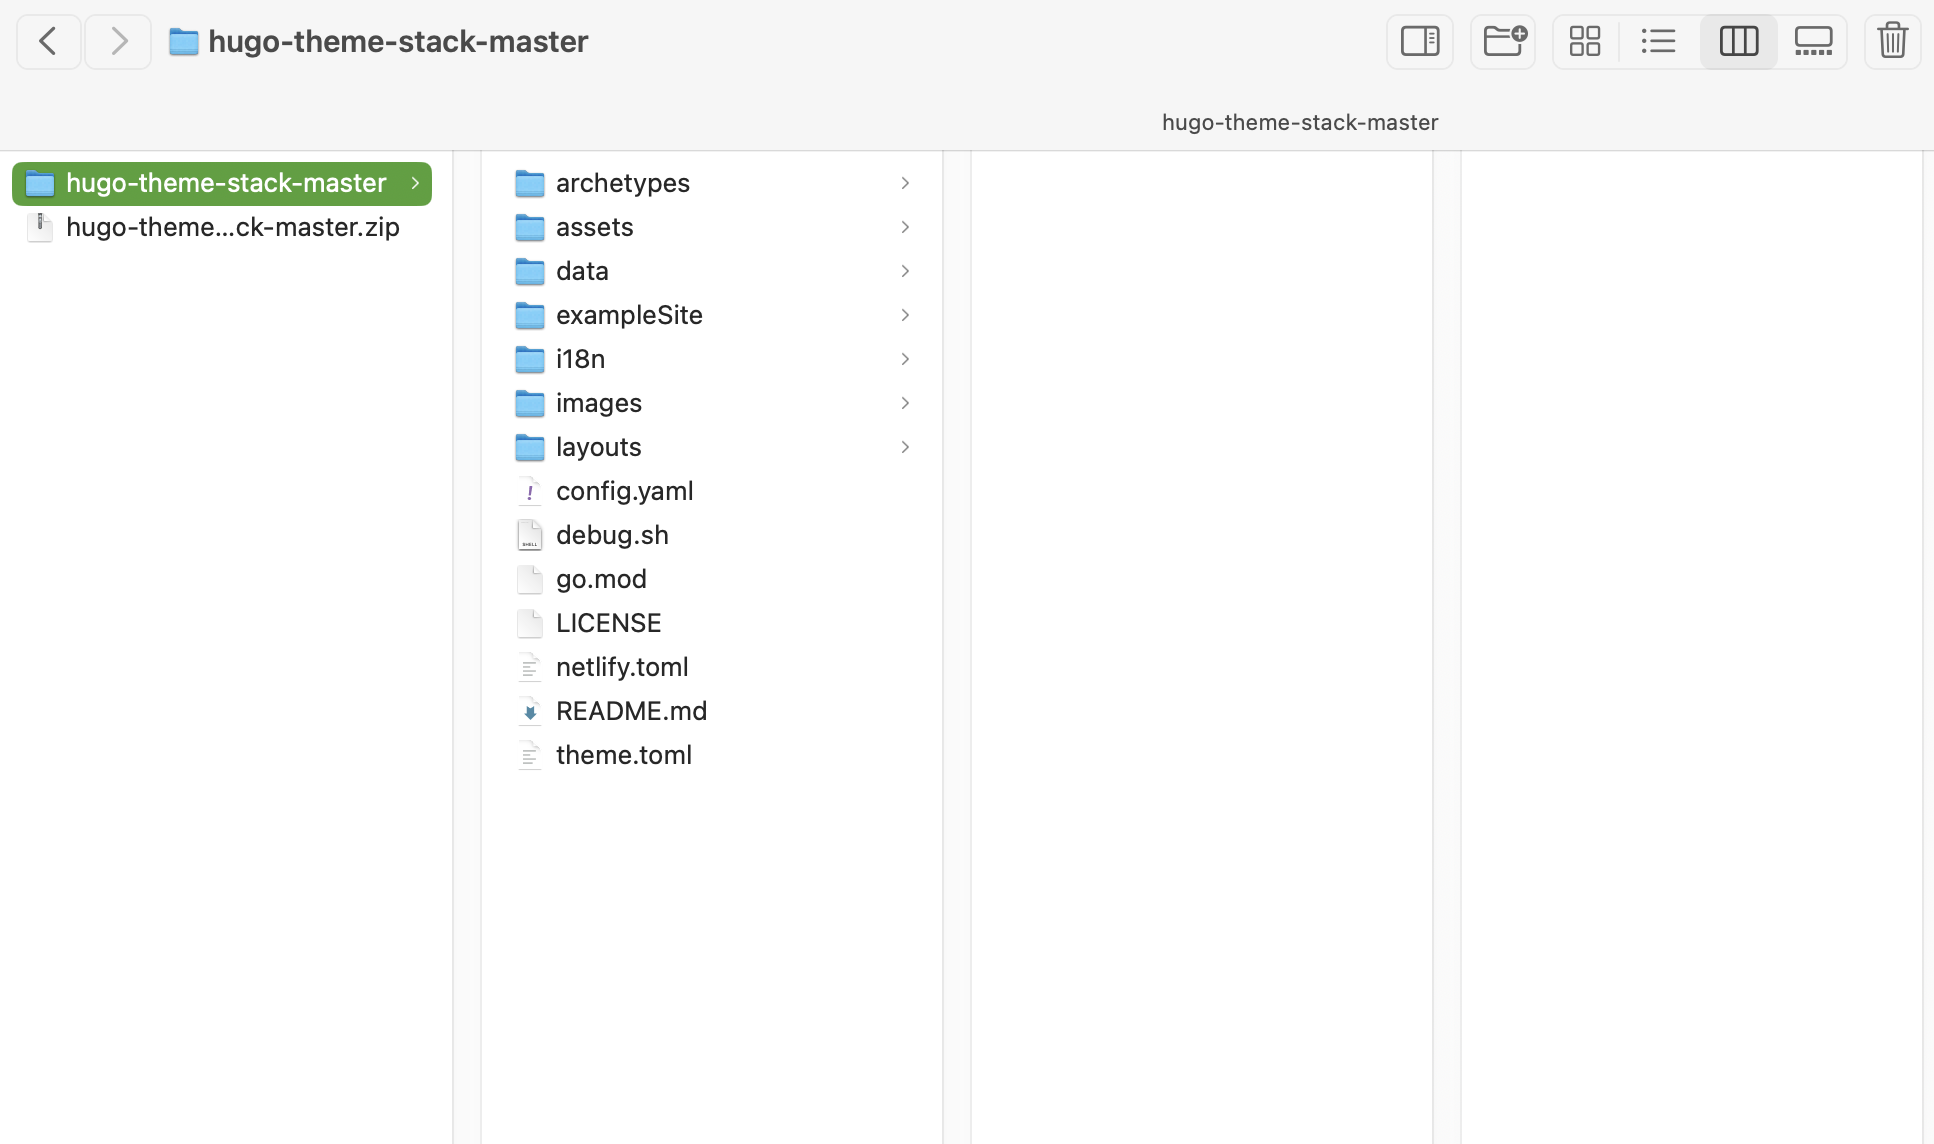 hugo-theme-stack-master
hugo-theme-stack-master
hugo-theme-stack-master
hugo-theme...ck-master.zip
archetypes
assets
data
exampleSite
i18n
images
layouts
config.yaml
debug.sh
go.mod
LICENSE
netlify.toml
README.md
theme.toml